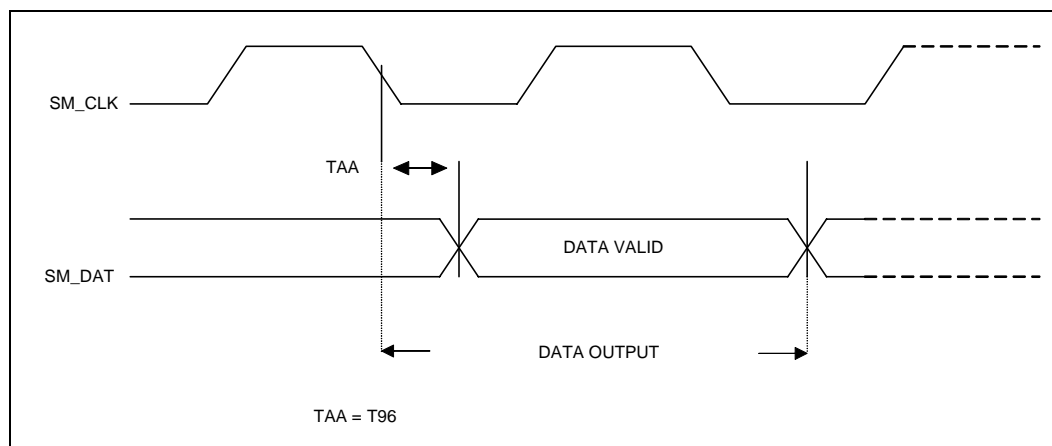 SM_CLK
TAA
DATA VALID
SM_DAT
DATA OUTPUT
TAA = T96